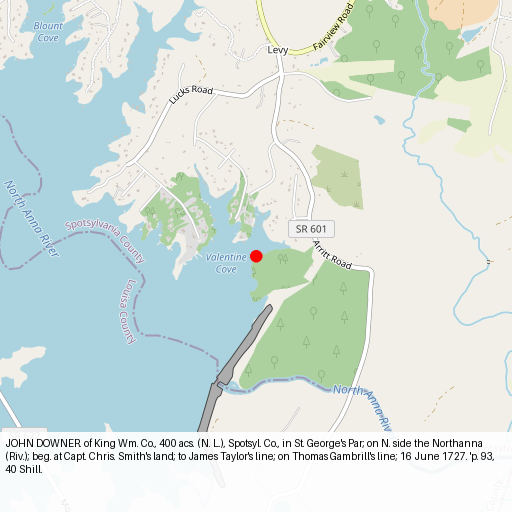 Blount
Cove
Levy
Fairview Road
Lucks Road
North Anna River
Spotsylvania County
Louisa County
SR 601
Arritt Road
Valentine
Cove
North Anna Riv
JOHN DOWNER of King Wm. Co., 400 acs. (N. L.), Spotsyl. Co., in St. George's Par; on N. side the Northanna
(Riv.); beg. at Capt. Chris. Smith's land; to James Taylor's line; on Thomas Gambrill's line; 16 June 1727. 'p. 93,
40 Shill.